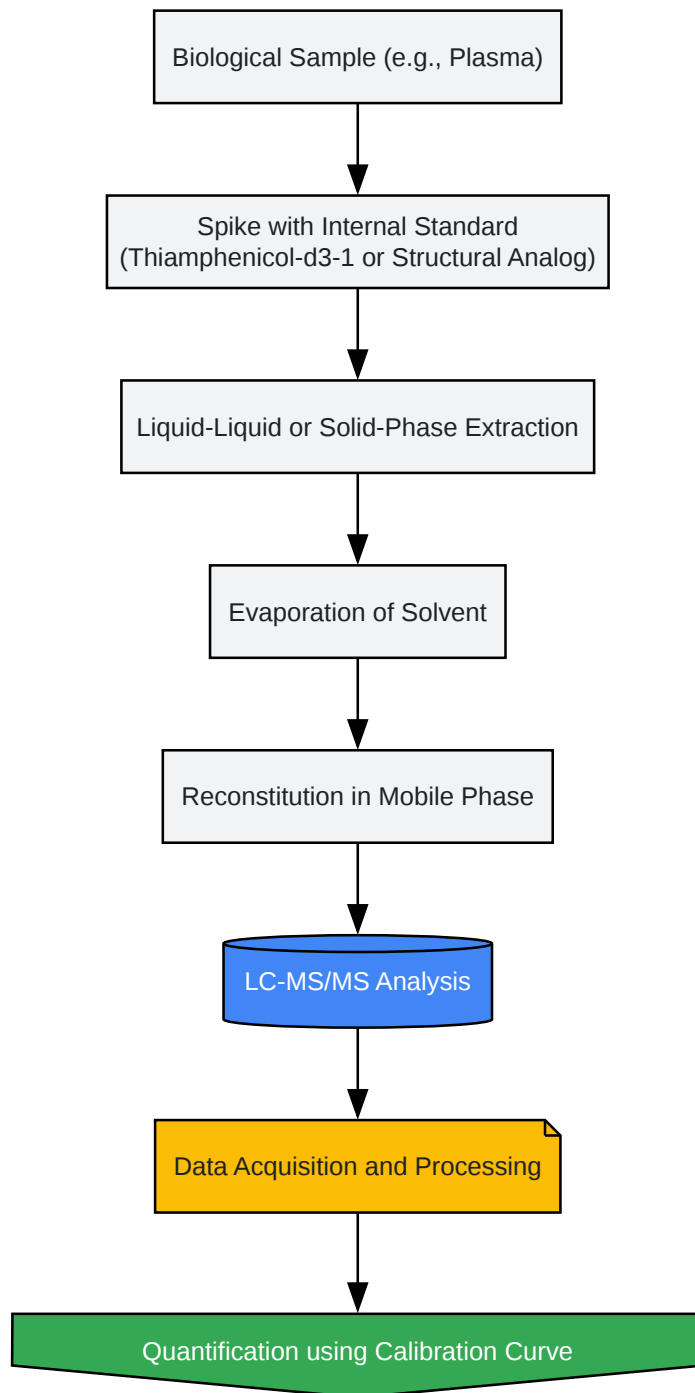 Biological Sample (e.g., Plasma)
Spike with Internal Standard
(Thiamphenicol-d3-1 or Structural Analog)
Liquid-Liquid or Solid-Phase Extraction
Evaporation of Solvent
Reconstitution in Mobile Phase
LC-MS/MS Analysis
Data Acquisition and Processing
Quantification using Calibration Curve